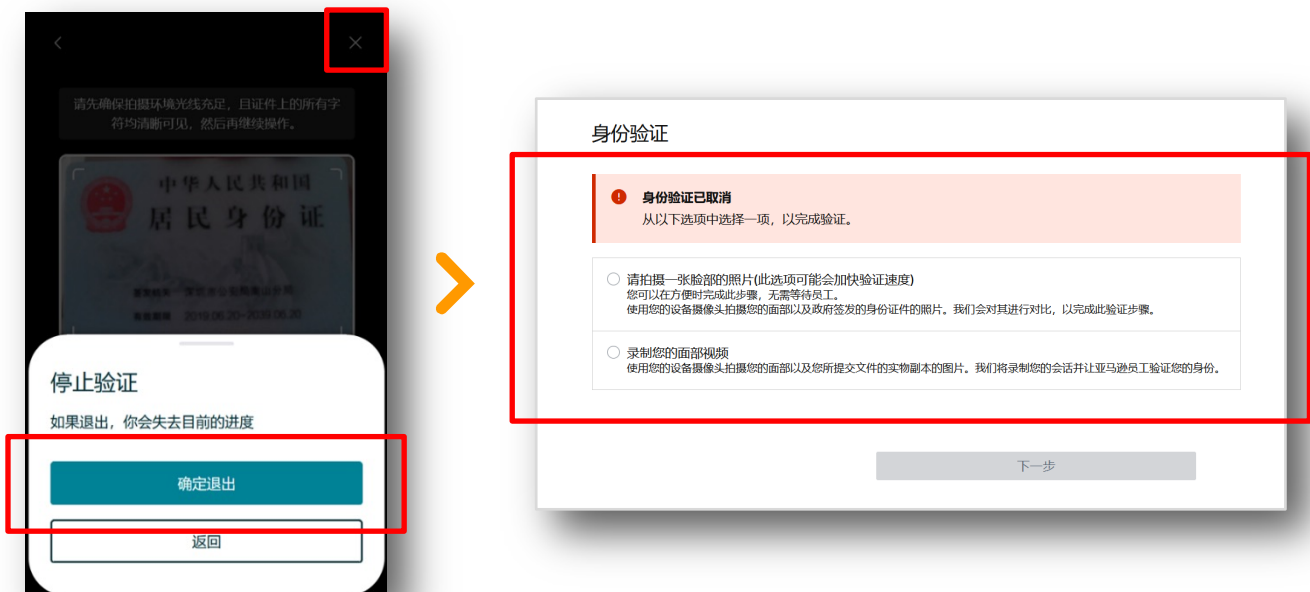 请先确保拍摄环境光线充足，且证件上的所有字
符均清晰可见，然后再继续操作。
中华人民共和国
居民身份证
有效期限 2019.06.20-2039.06.20
停止验证
如果退出，你会失去目前的进度
确定退出
返回
身份验证
身份验证已取消
从以下选项中选择一项，以完成验证。
请拍摄一张脸部的照片(此选项可能会加快验证速度)
您可以在方便时完成此步骤，无需等待员工。
使用您的设备摄像头拍摄您的面部以及政府签发的身份证件的照片。我们会对其进行对比，以完成此验证步骤。
录制您的面部视频
使用您的设备摄像头拍摄您的面部以及您所提交文件的实物副本的图片。我们将录制您的会话并让亚马逊员工验证您的身份。
下一步